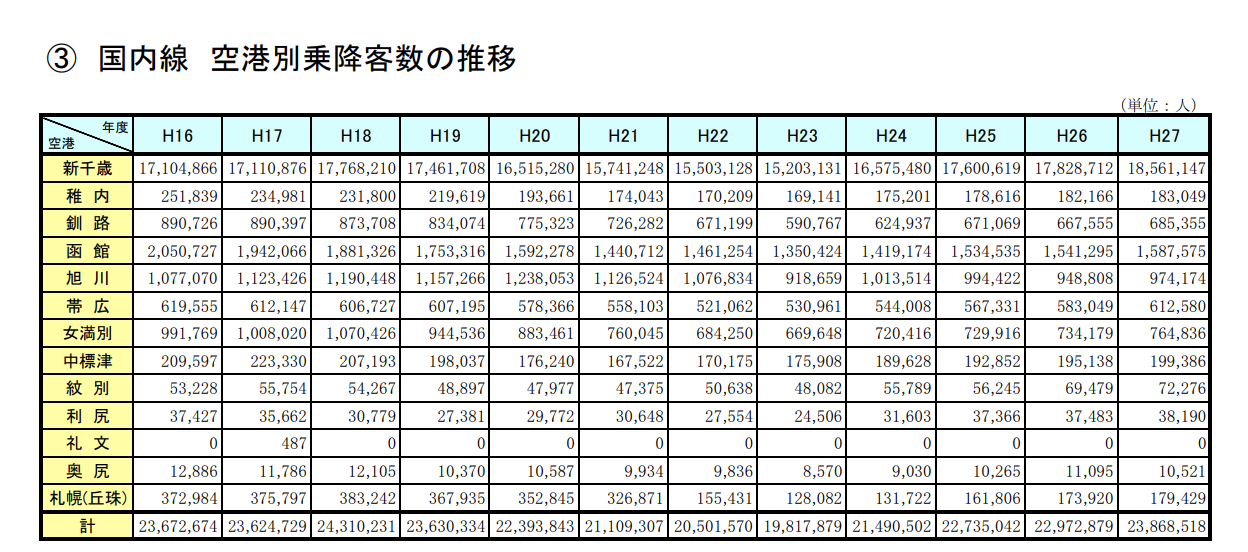 ③ 国内線 空港別乗降客数の推移
（単位：人）
年度 空港 H16 H17 H18 H19 H20 H21 H22 H23 H24 H25 H26 H27
新千歳 17,104,866 17,110,876 17,768,210 17,461,708 16,515,280 15,741,248 15,503,128 15,203,131 16,575,480 17,600,619 17,828,712 18,561,147
稚内 251,839 234,981 231,800 219,619 193,661 174,043 170,209 169,141 175,201 178,616 182,166 183,049
釧路 890,726 890,397 873,708 834,074 775,323 726,282 671,199 590,767 624,937 671,069 667,555 685,355
函館 2,050,727 1,942,066 1,881,326 1,753,316 1,592,278 1,440,712 1,461,254 1,350,424 1,419,174 1,534,535 1,541,295 1,587,575
旭川 1,077,070 1,123,426 1,190,448 1,157,266 1,238,053 1,126,524 1,076,834 918,659 1,013,514 994,422 948,808 974,174
帯広 619,555 612,147 606,727 607,195 578,366 558,103 521,062 530,961 544,008 567,331 583,049 612,580
女満別 991,769 1,008,020 1,070,426 944,536 883,461 760,045 684,250 669,648 720,416 729,916 734,179 764,836
中標津 209,597 223,330 207,193 198,037 176,240 167,522 170,175 175,908 189,628 192,852 195,138 199,386
紋別 53,228 55,754 54,267 48,897 47,977 47,375 50,638 48,082 55,789 56,245 69,479 72,276
利尻 37,427 35,662 30,779 27,381 29,772 30,648 27,554 24,506 31,603 37,366 37,483 38,190
礼文 0 487 0 0 0 0 0 0 0 0 0 0
奥尻 12,886 11,786 12,105 10,370 10,587 9,934 9,836 8,570 9,030 10,265 11,095 10,521
札幌(丘珠) 372,984 375,797 383,242 367,935 352,845 326,871 155,431 128,082 131,722 161,806 173,920 179,429
計 23,672,674 23,624,729 24,310,231 23,630,334 22,393,843 21,109,307 20,501,570 19,817,879 21,490,502 22,735,042 22,972,879 23,868,518